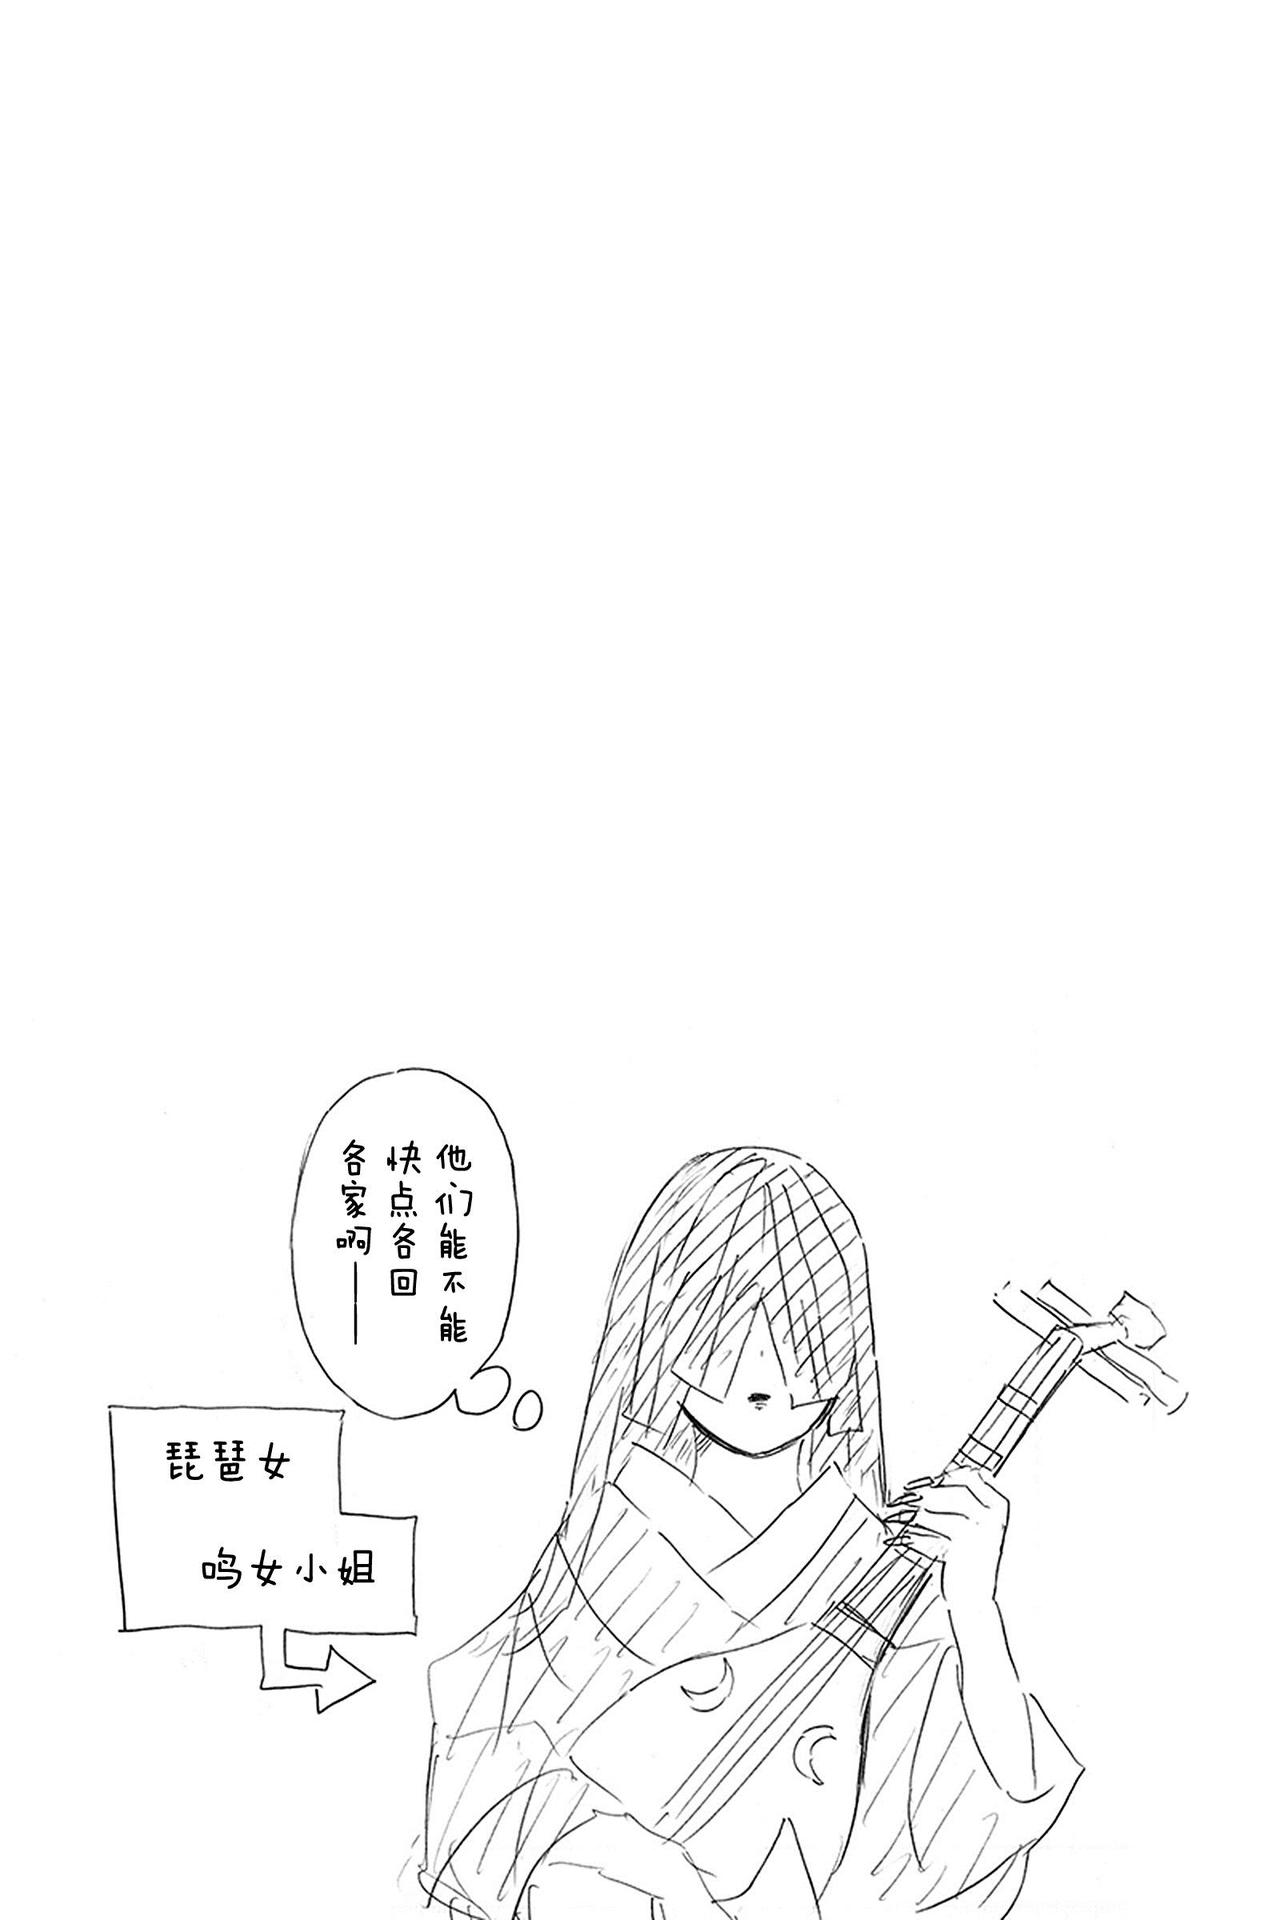 他们能不能
快点各回
各家啊——
琵琶女
鸣女小姐